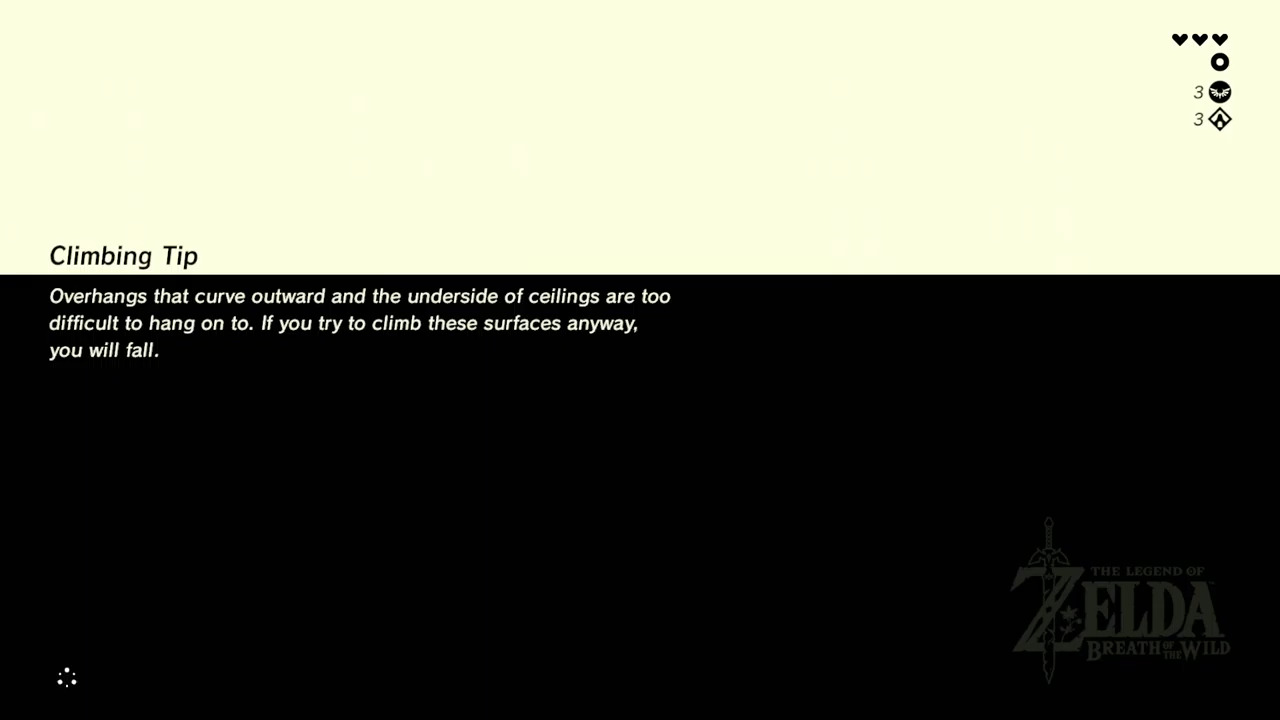 3
3
Climbing Tip
Overhangs that curve outward and the underside of ceilings are too
difficult to hang on to. If you try to climb these surfaces anyway,
you will fall.
THE LEGEND OF
ZELDA
BREATH OF THE WILD